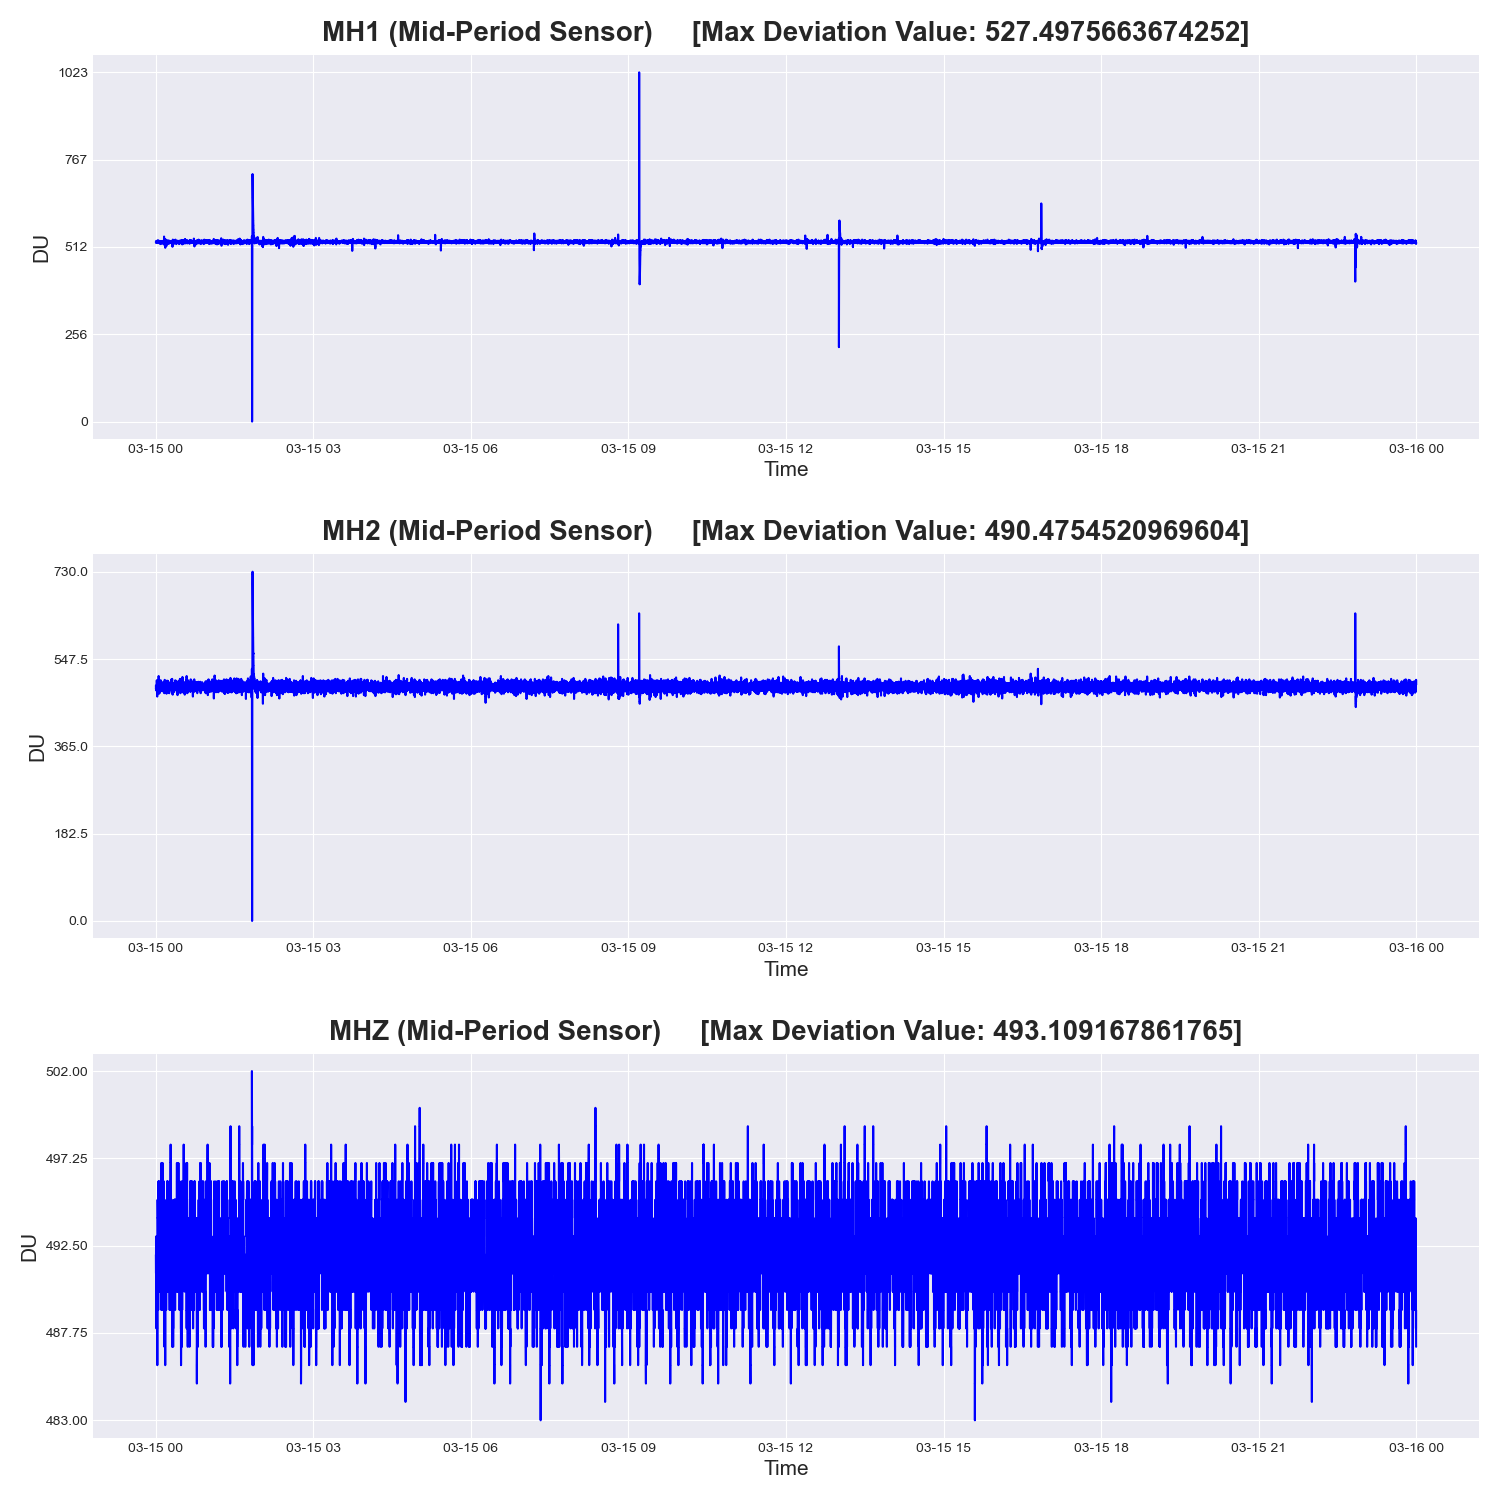 MH1 (Mid-Period Sensor) [Max Deviation Value: 527.4975663674252]
1023
767
512
256
0
DU
03-15 00 03-15 03 03-15 06 03-15 09 03-15 12 03-15 15 03-15 18 03-15 21 03-16 00
Time
MH2 (Mid-Period Sensor) [Max Deviation Value: 490.4754520969604]
730.0
547.5
365.0
182.5
0.0
DU
03-15 00 03-15 03 03-15 06 03-15 09 03-15 12 03-15 15 03-15 18 03-15 21 03-16 00
Time
MHZ (Mid-Period Sensor) [Max Deviation Value: 493.109167861765]
502.00
497.25
492.50
487.75
483.00
DU
03-15 00 03-15 03 03-15 06 03-15 09 03-15 12 03-15 15 03-15 18 03-15 21 03-16 00
Time